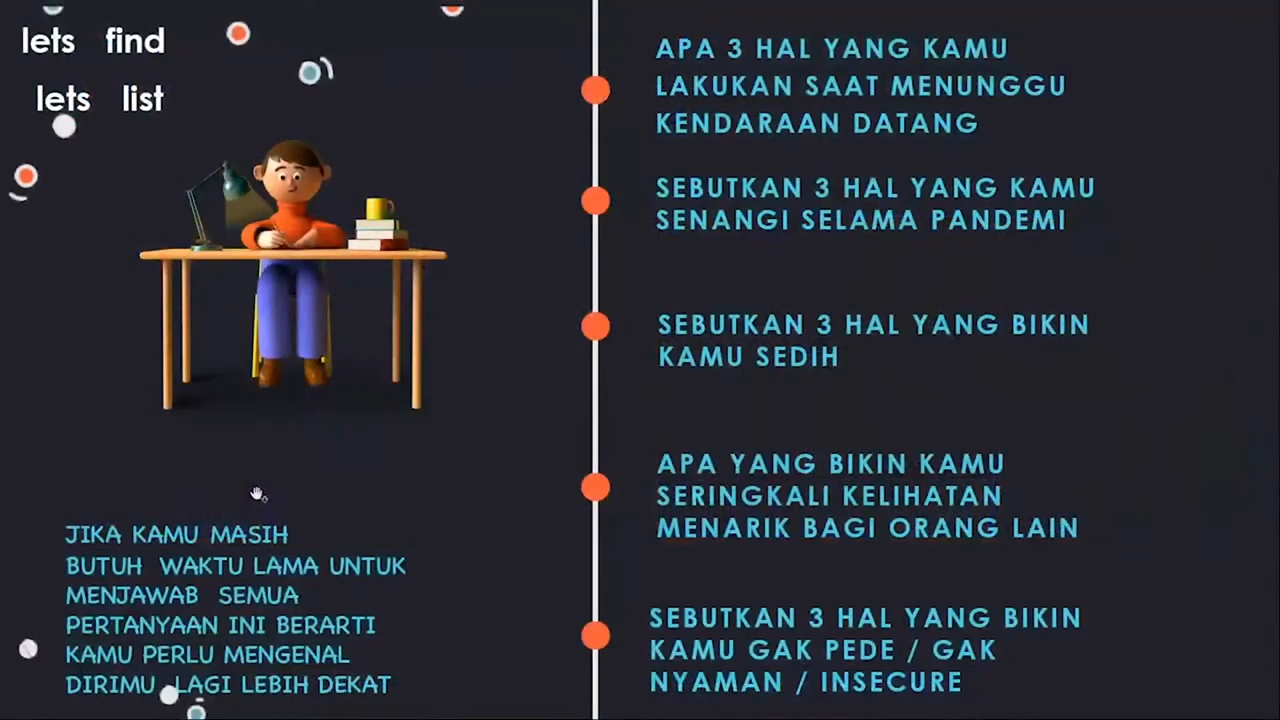 lets find
lets list
JIKA KAMU MASIH
BUTUH WAKTU LAMA UNTUK
MENJAWAB SEMUA
PERTANYAAN INI BERARTI
KAMU PERLU MENGENAL
DIRIMU LAGI LEBIH DEKAT
APA 3 HAL YANG KAMU
LAKUKAN SAAT MENUNGGU
KENDARAAN DATANG
SEBUTKAN 3 HAL YANG KAMU
SENANGI SELAMA PANDEMI
SEBUTKAN 3 HAL YANG BIKIN
KAMU SEDIH
APA YANG BIKIN KAMU
SERINGKALI KELIHATAN
MENARIK BAGI ORANG LAIN
SEBUTKAN 3 HAL YANG BIKIN
KAMU GAK PEDE / GAK
NYAMAN / INSECURE